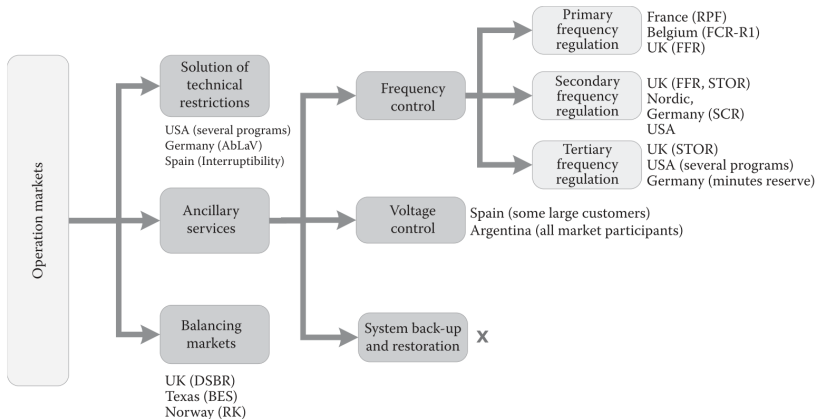 Operation markets
Solution of
technical
restrictions
USA (several programs)
Germany (AbLaV)
Spain (Interruptibility)
Ancillary
services
Balancing
markets
UK (DSBR)
Texas (BES)
Norway (RK)
Frequency
control
Voltage
control
Spain (some large customers)
Argentina (all market participants)
System back-up
and restoration
x
Primary
frequency
regulation
France (RPF)
Belgium (FCR-R1)
UK (FFR)
Secondary
frequency
regulation
UK (FFR, STOR)
Nordic,
Germany (SCR)
USA
Tertiary
frequency
regulation
UK (STOR)
USA (several programs)
Germany (minutes reserve)